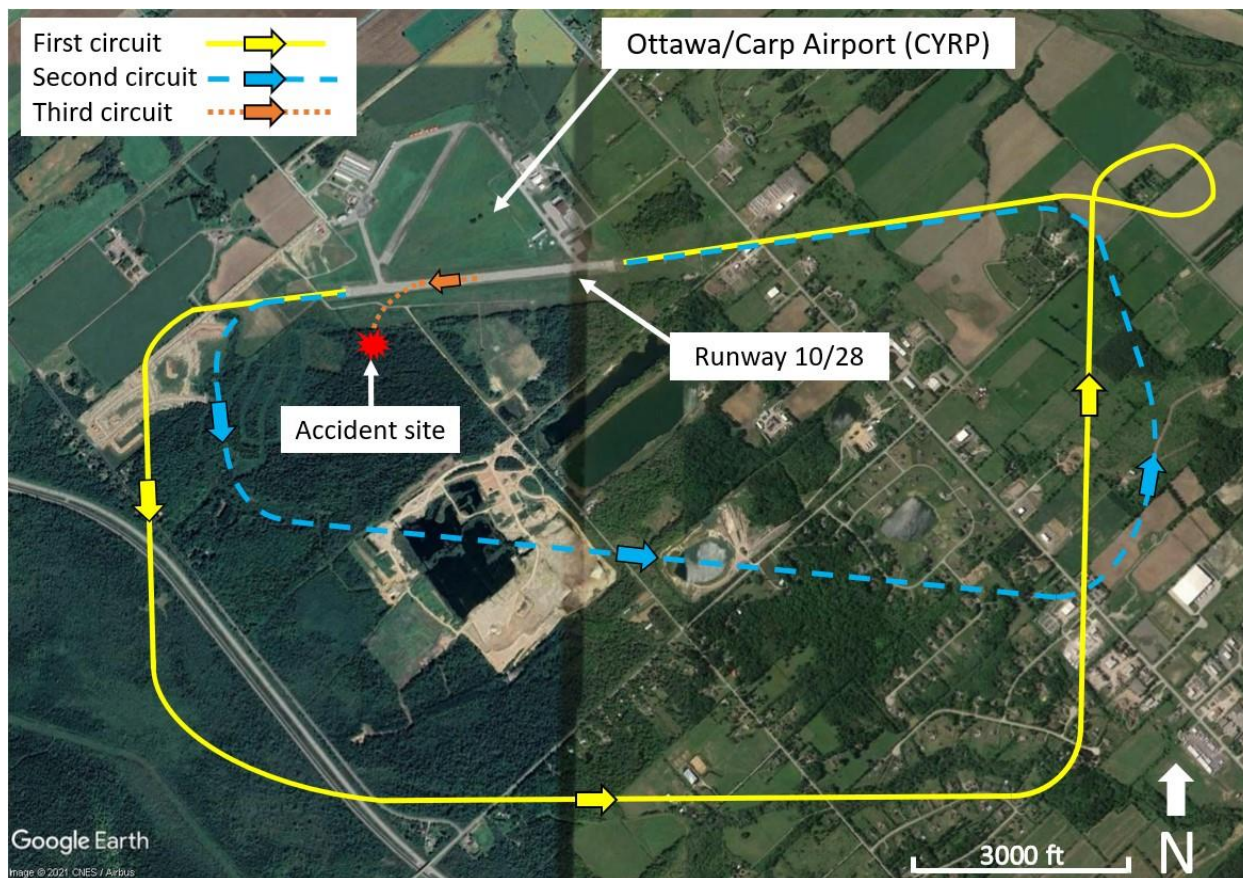 First circuit
Second circuit
Third circuit
Ottawa/Carp Airport (CYRP)
Runway 10/28
Accident site
3000 ft
N
Google Earth
Image © 2021 CNES / Airbus